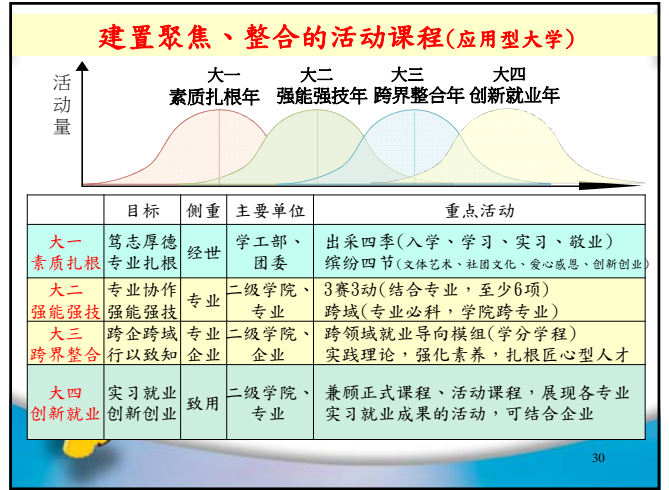 建置聚焦、整合的活动课程(应用型大学)
活动量
大一 大二 大三 大四
素质扎根年 强能强技年 跨界整合年 创新就业年
目标 侧重 主要单位 重点活动
大一 笃志厚德 经世 学工部、 出采四季(入学、学习、实习、敬业)
素质扎根 专业扎根 团委 缤纷四节(文体艺术、社团文化、爱心感恩、创新创业)
大二 专业协作 专业 二级学院、 3赛3动(结合专业，至少6项)
强能强技 强能强技 专业 跨域(专业必科，学院跨专业)
大三 跨企跨域 专业 二级学院、 跨领域就业导向模组(学分学程)
跨界整合 行以致知 企业 企业 实践理论，强化素养，扎根匠心型人才
大四 实习就业 致用 二级学院、 兼顾正式课程、活动课程，展现各专业
创新就业 创新创业 专业 实习就业成果的活动，可结合企业
30